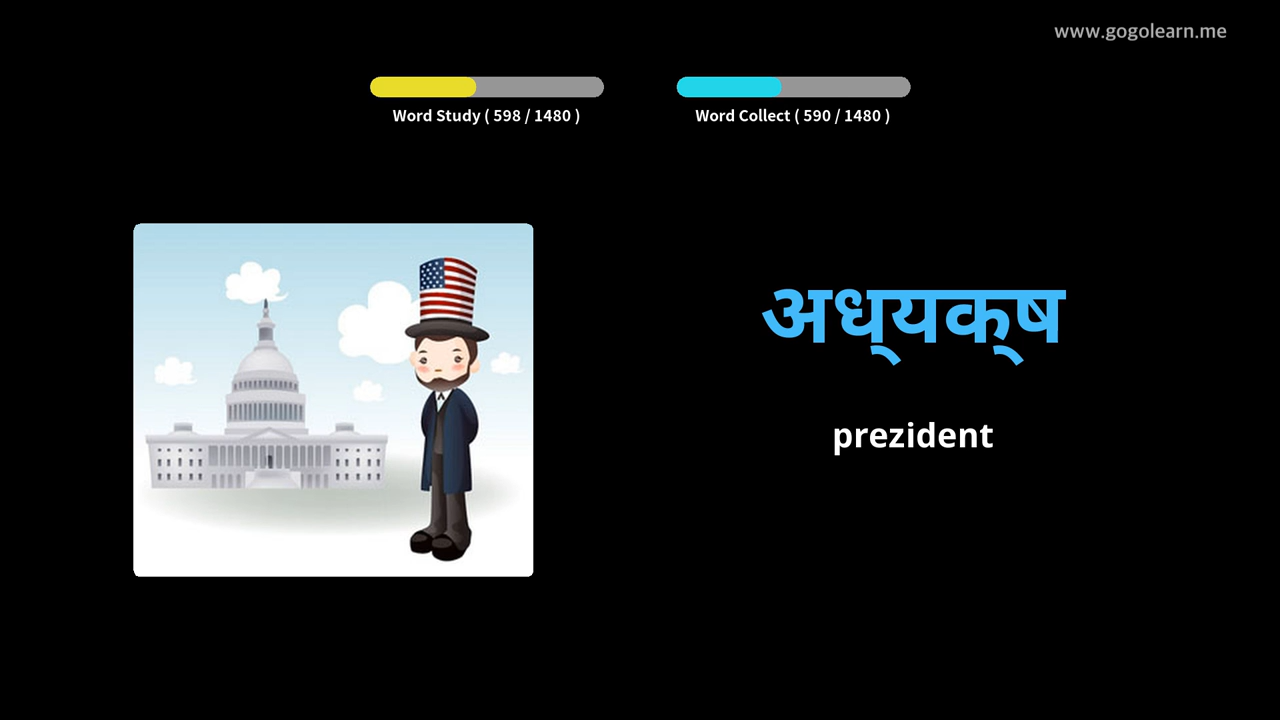 www.gogolearn.me
Word Study ( 598 / 1480 )
Word Collect ( 590 / 1480 )
अध्‌यक्‌ष
prezident